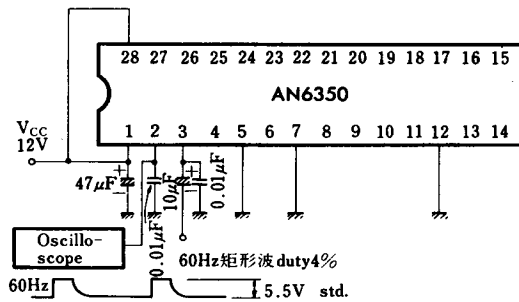 28 27 26 25 24 23 22 21 20 19 18 17 16 15
AN6350
1 2 3 4 5 6 7 8 9 10 11 12 13 14
VCC
12V
+
47μF
−
0.01μF
10μF
+
−
0.01μF
Oscillo-
scope
60Hz矩形波duty4%
60Hz
5.5V std.